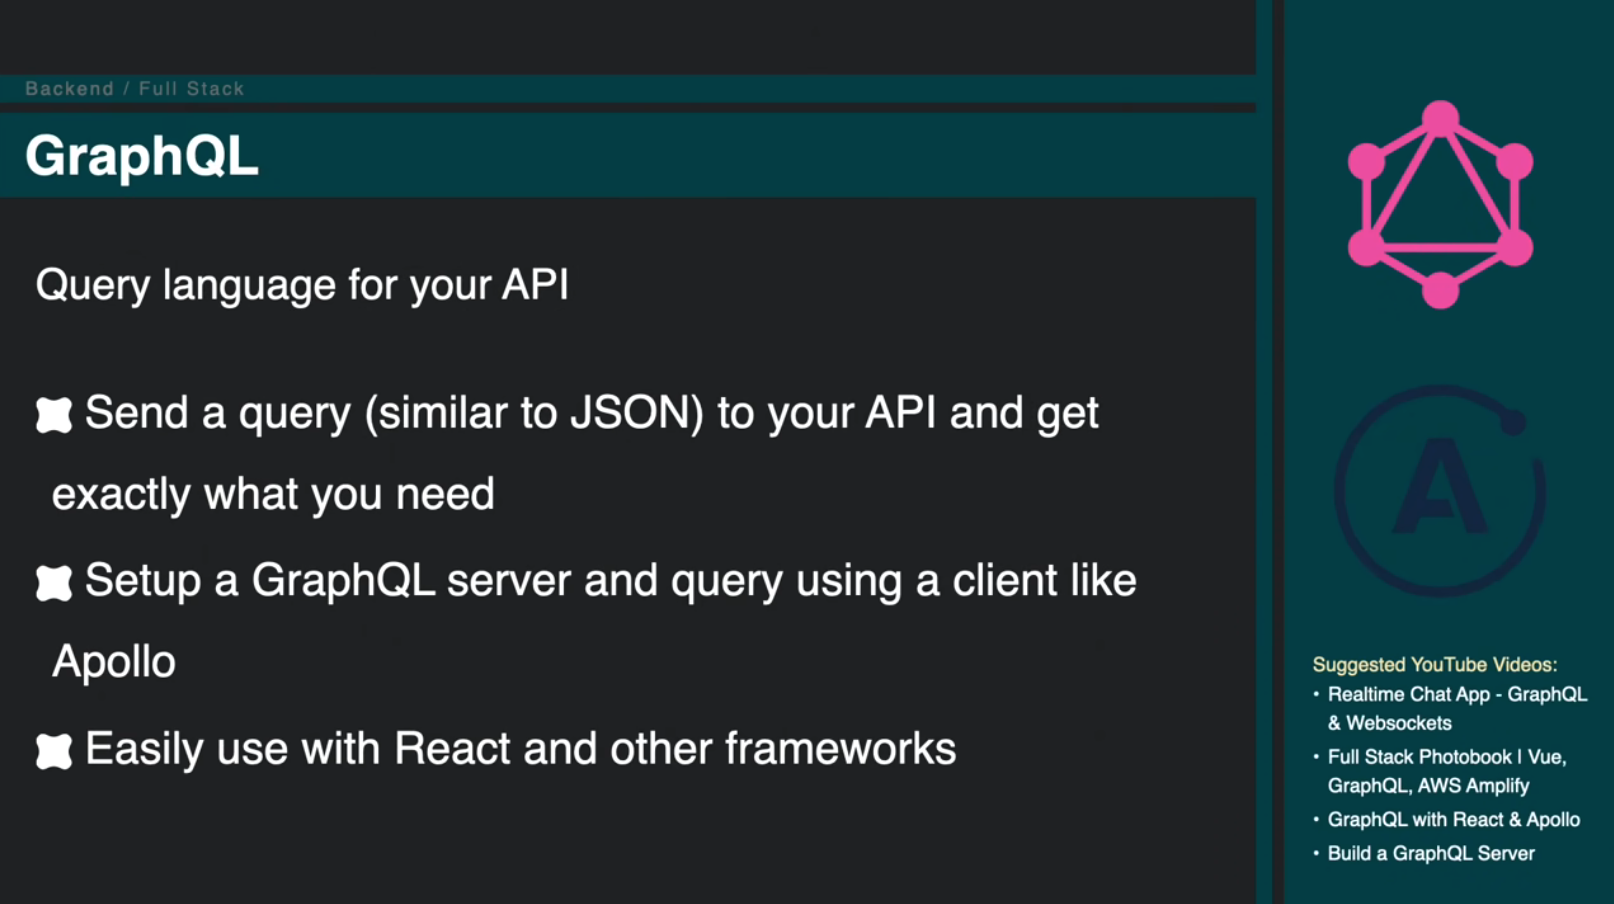 Backend / Full Stack
GraphQL
Query language for your API
Send a query (similar to JSON) to your API and get
exactly what you need
Setup a GraphQL server and query using a client like
Apollo
Easily use with React and other frameworks
A
Suggested YouTube Videos:
• Realtime Chat App - GraphQL
& Websockets
• Full Stack Photobook | Vue,
GraphQL, AWS Amplify
• GraphQL with React & Apollo
• Build a GraphQL Server